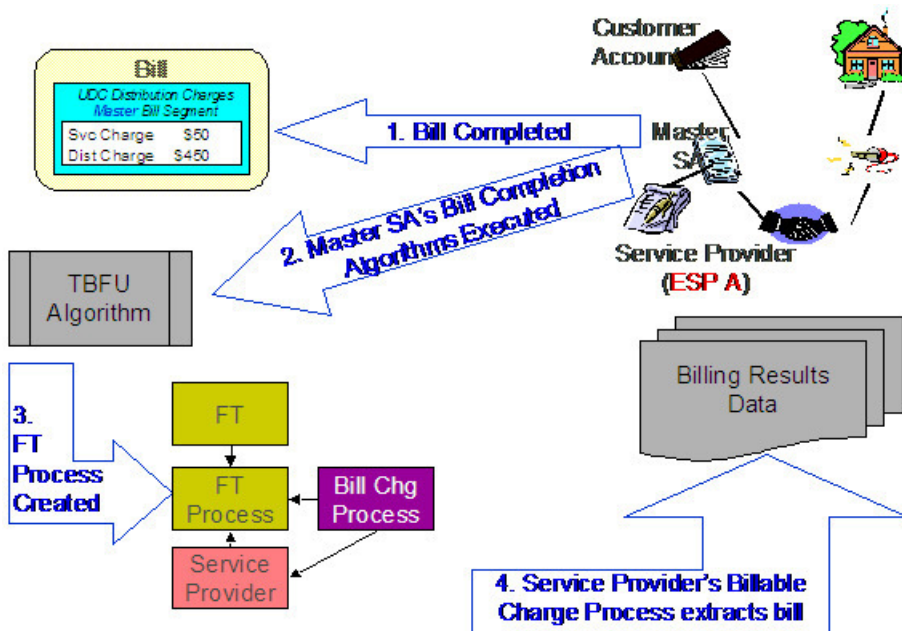 Bill
UDC Distribution Charges
Master Bill Segment
Svc Charge $50
Dist Charge $450
1. Bill Completed
Customer
Account
Master
SA
2. Master SA's Bill Completion
Algorithms Executed
Service Provider
(ESP A)
TBFU
Algorithm
Billing Results
Data
3.
FT
Process
Created
FT
FT
Process
Bill Chg
Process
Service
Provider
4. Service Provider's Billable
Charge Process extracts bill